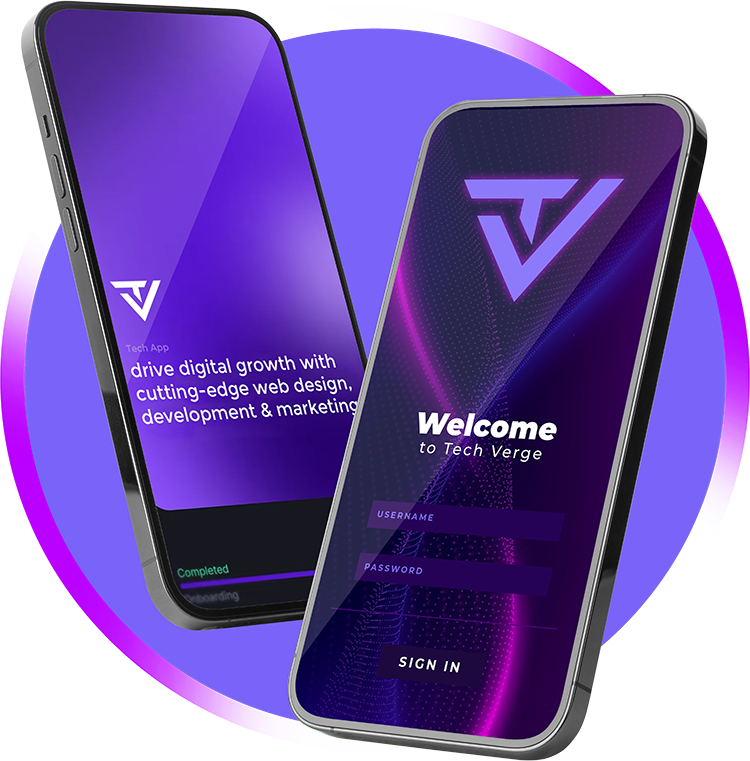 Tech App
drive digital growth with
cutting-edge web design,
development & marketing
Completed
Onboarding
TV
Welcome
to Tech Verge
USERNAME
PASSWORD
SIGN IN